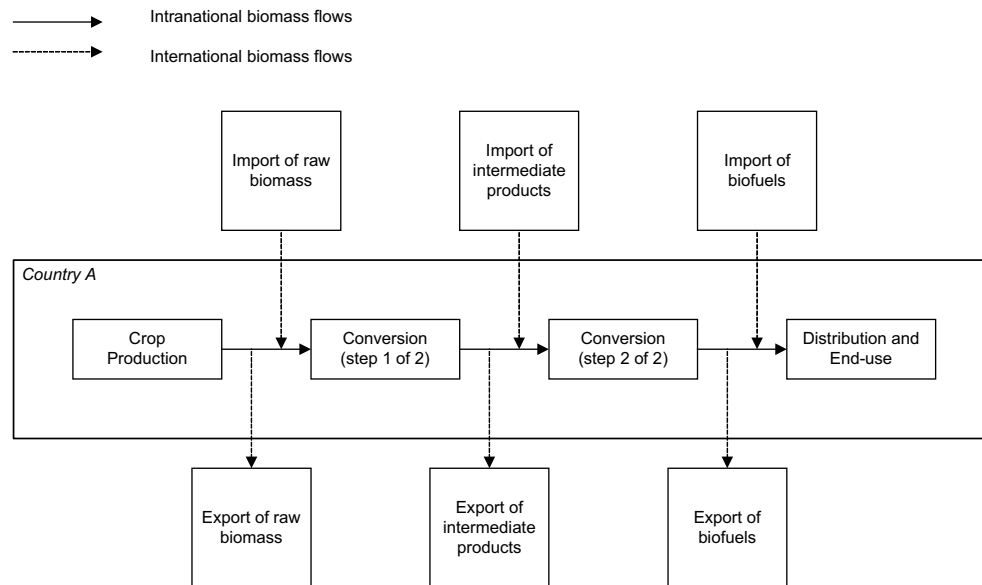 Intranational biomass flows
International biomass flows
Import of raw
biomass
Import of
intermediate
products
Import of
biofuels
Country A
Crop
Production
Conversion
(step 1 of 2)
Conversion
(step 2 of 2)
Distribution and
End-use
Export of raw
biomass
Export of
intermediate
products
Export of
biofuels